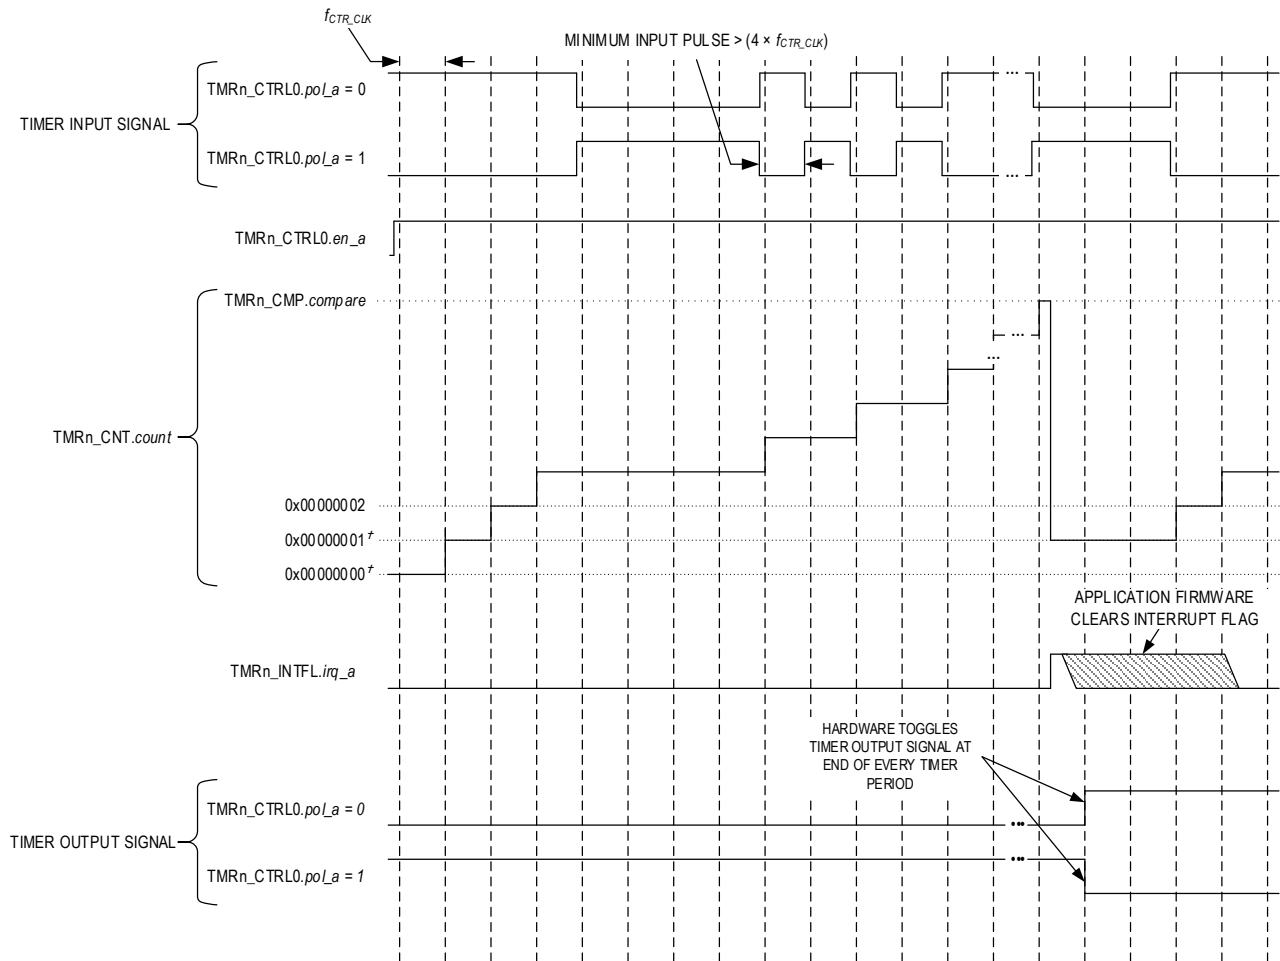 fCTR_CLK
MINIMUM INPUT PULSE > (4 × fCTR_CLK)
TMRn_CTRL0.pol_a = 0
...
TIMER INPUT SIGNAL
TMRn_CTRL0.pol_a = 1
...
TMRn_CTRL0.en_a
TMRn_CMP.compare
...
...
TMRn_CNT.count
0x00000002
0x00000001†
0x00000000†
APPLICATION FIRMWARE
CLEARS INTERRUPT FLAG
TMRn_INTFL.irq_a
HARDWARE TOGGLES
TIMER OUTPUT SIGNAL AT
END OF EVERY TIMER
PERIOD
TMRn_CTRL0.pol_a = 0
...
TIMER OUTPUT SIGNAL
...
TMRn_CTRL0.pol_a = 1